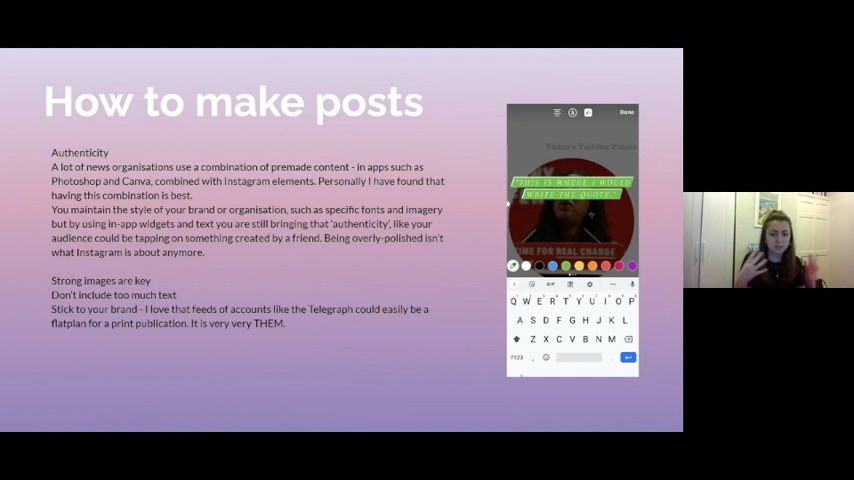 How to make posts
Authenticity
A lot of news organisations use a combination of premade content - in apps such as
Photoshop and Canva, combined with Instagram elements. Personally I have found that
having this combination is best.
You maintain the style of your brand or organisation, such as specific fonts and imagery
but by using in-app widgets and text you are still bringing that 'authenticity', like your
audience could be tapping on something created by a friend. Being overly-polished isn't
what Instagram is about anymore.
Strong images are key
Don't include too much text
Stick to your brand - I love that feeds of accounts like the Telegraph could easily be a
flatplan for a print publication. It is very very THEM.
Done
Today's Talking Points
"THIS IS WHERE I WOULD
WRITE THE QUOTE."
TIME FOR REAL CHANGE
GIF
Q W E R T Y U I O P
A S D F G H J K L
Z X C V B N M
?123 , .